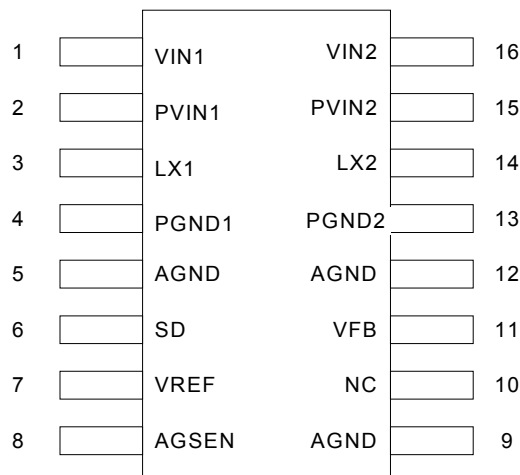 1 VIN1 VIN2 16
2 PVIN1 PVIN2 15
3 LX1 LX2 14
4 PGND1 PGND2 13
5 AGND AGND 12
6 SD VFB 11
7 VREF NC 10
8 AGSEN AGND 9